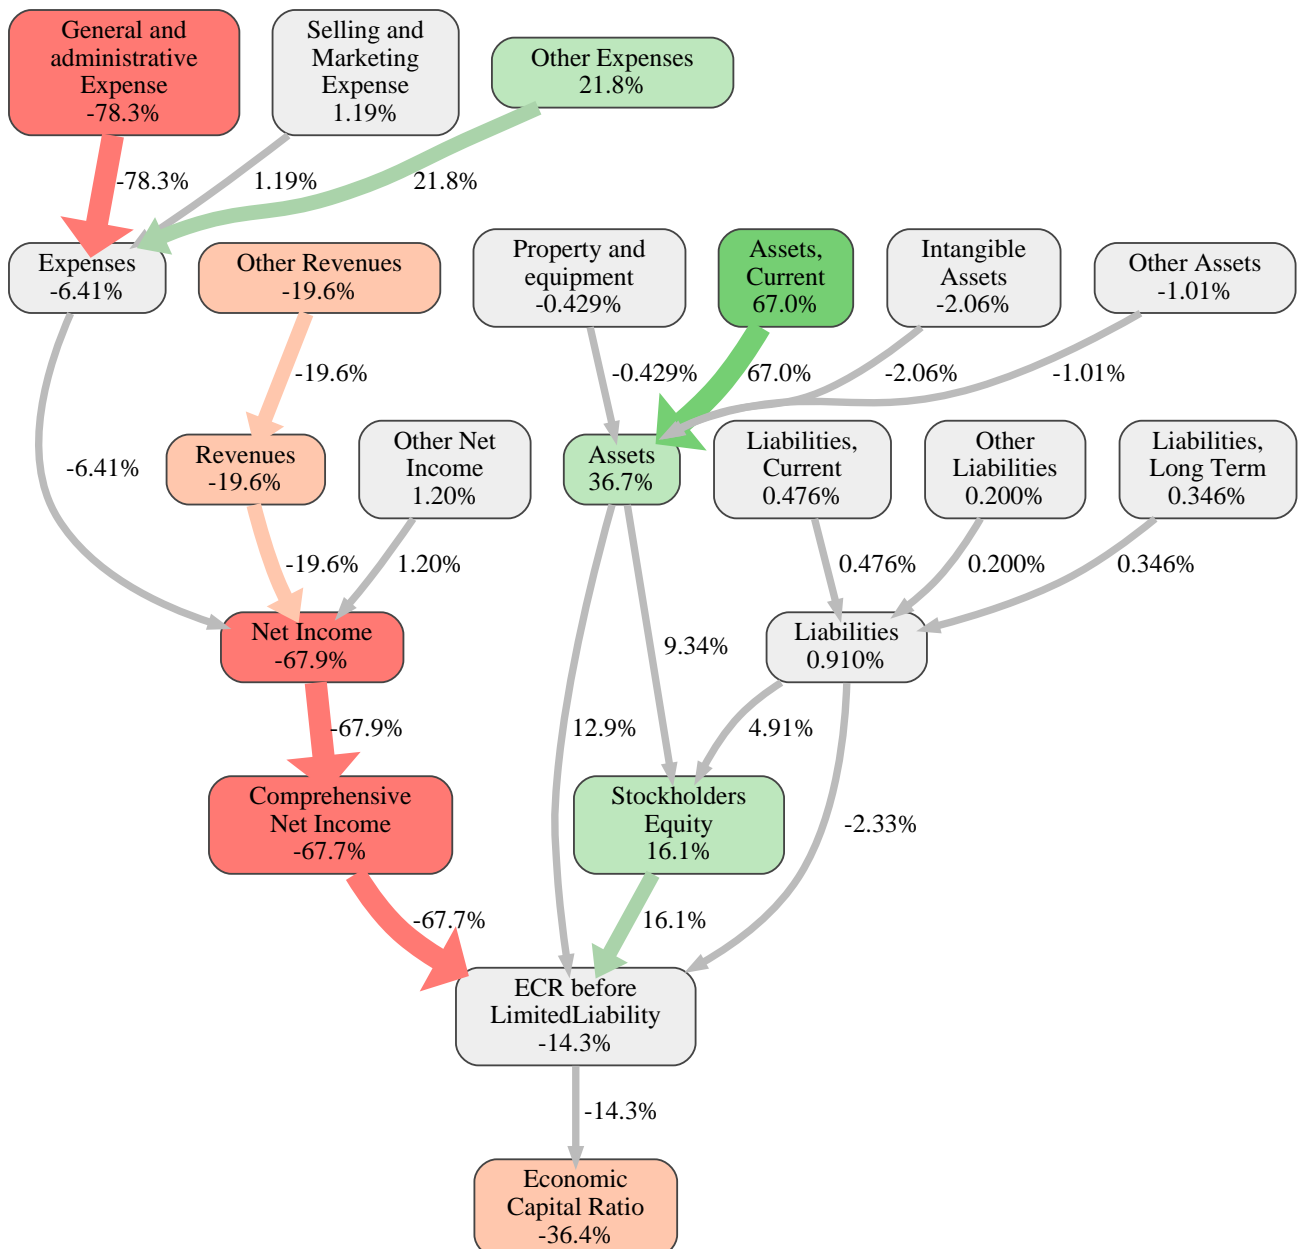 General and
administrative
Expense
-78.3%
Selling and
Marketing
Expense
1.19%
Other Expenses
21.8%
-78.3%
1.19%
21.8%
Expenses
-6.41%
Other Revenues
-19.6%
Property and
equipment
-0.429%
Assets,
Current
67.0%
Intangible
Assets
-2.06%
Other Assets
-1.01%
-19.6%
-0.429%
67.0%
-2.06%
-1.01%
-6.41%
Revenues
-19.6%
Other Net
Income
1.20%
Assets
36.7%
Liabilities,
Current
0.476%
Other
Liabilities
0.200%
Liabilities,
Long Term
0.346%
-19.6%
1.20%
0.476%
0.200%
0.346%
Net Income
-67.9%
9.34%
Liabilities
0.910%
-67.9%
12.9%
4.91%
Comprehensive
Net Income
-67.7%
Stockholders
Equity
16.1%
-2.33%
-67.7%
16.1%
ECR before
LimitedLiability
-14.3%
-14.3%
Economic
Capital Ratio
-36.4%